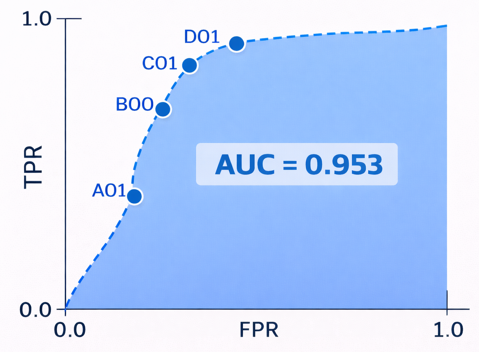 1.0
DO1
CO1
BOO
AO1
TPR
AUC = 0.953
0.0
0.0
FPR
1.0